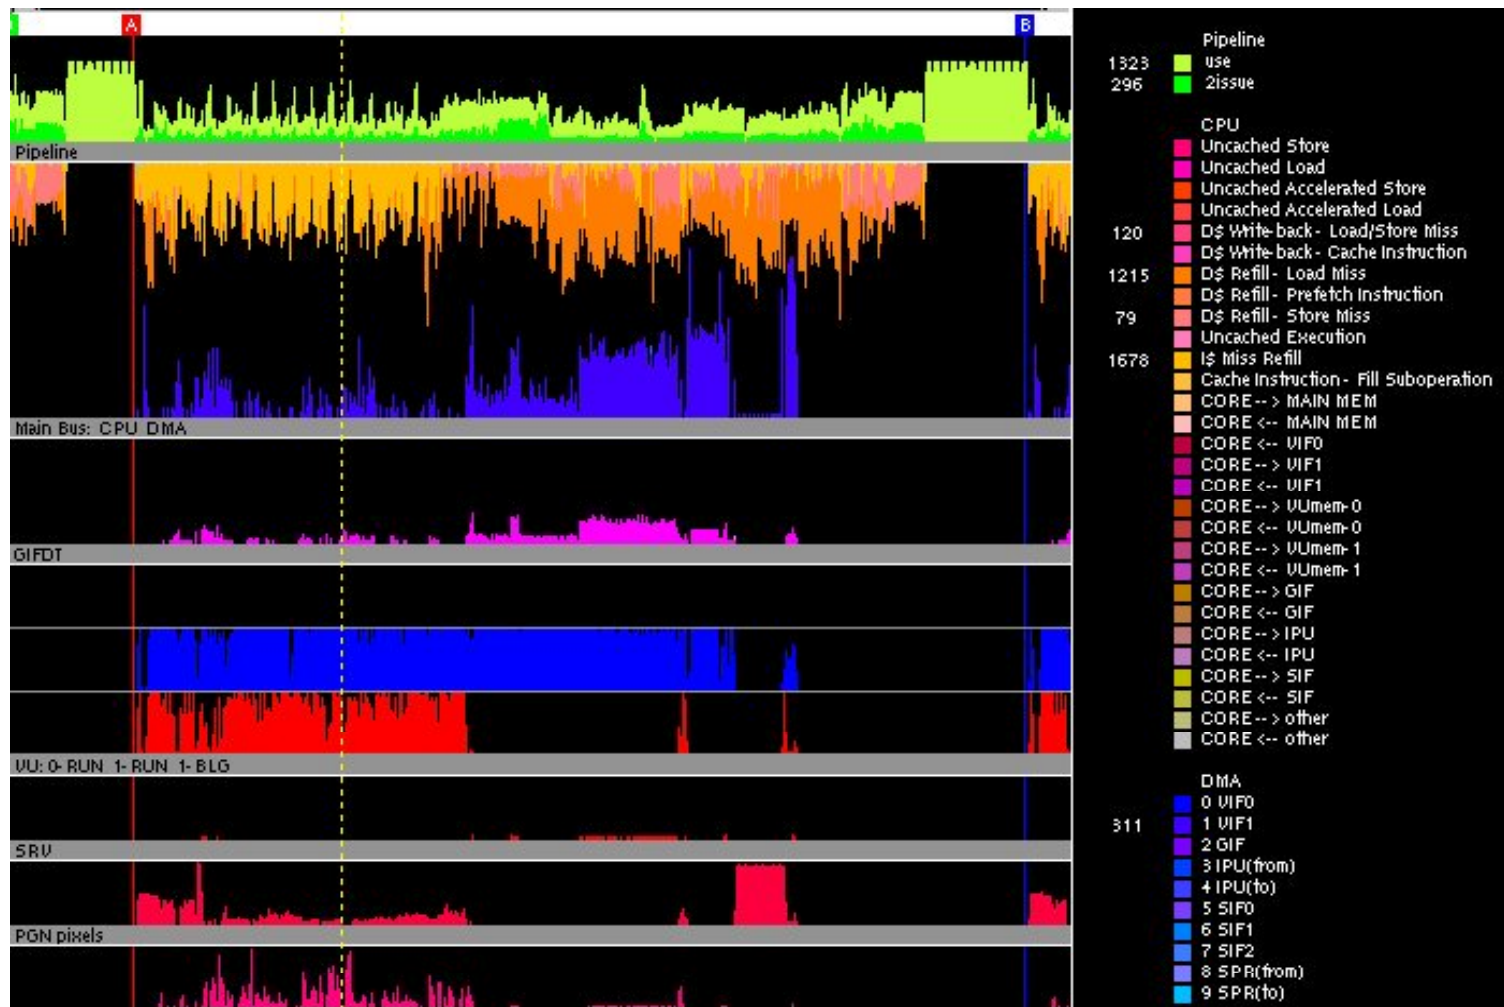 A
B
Pipeline
Main Bus: CPU DMA
GIFDT
VU: 0-RUN 1-RUN 1-BLG
SRV
PGN pixels
Pipeline
1323 use
296 2issue
CPU
Uncached Store
Uncached Load
Uncached Accelerated Store
Uncached Accelerated Load
120 D$ Write-back - Load/Store Miss
D$ Write-back - Cache Instruction
1215 D$ Refill - Load Miss
D$ Refill - Prefetch Instruction
79 D$ Refill - Store Miss
Uncached Execution
1678 I$ Miss Refill
Cache Instruction - Fill Suboperation
CORE --> MAIN MEM
CORE <-- MAIN MEM
CORE <-- VIF0
CORE --> VIF1
CORE <-- VIF1
CORE --> VUmem-0
CORE <-- VUmem-0
CORE --> VUmem-1
CORE <-- VUmem-1
CORE --> GIF
CORE <-- GIF
CORE --> IPU
CORE <-- IPU
CORE --> SIF
CORE <-- SIF
CORE --> other
CORE <-- other
DMA
0 VIF0
311 1 VIF1
2 GIF
3 IPU(from)
4 IPU(to)
5 SIF0
6 SIF1
7 SIF2
8 SPR(from)
9 SPR(to)